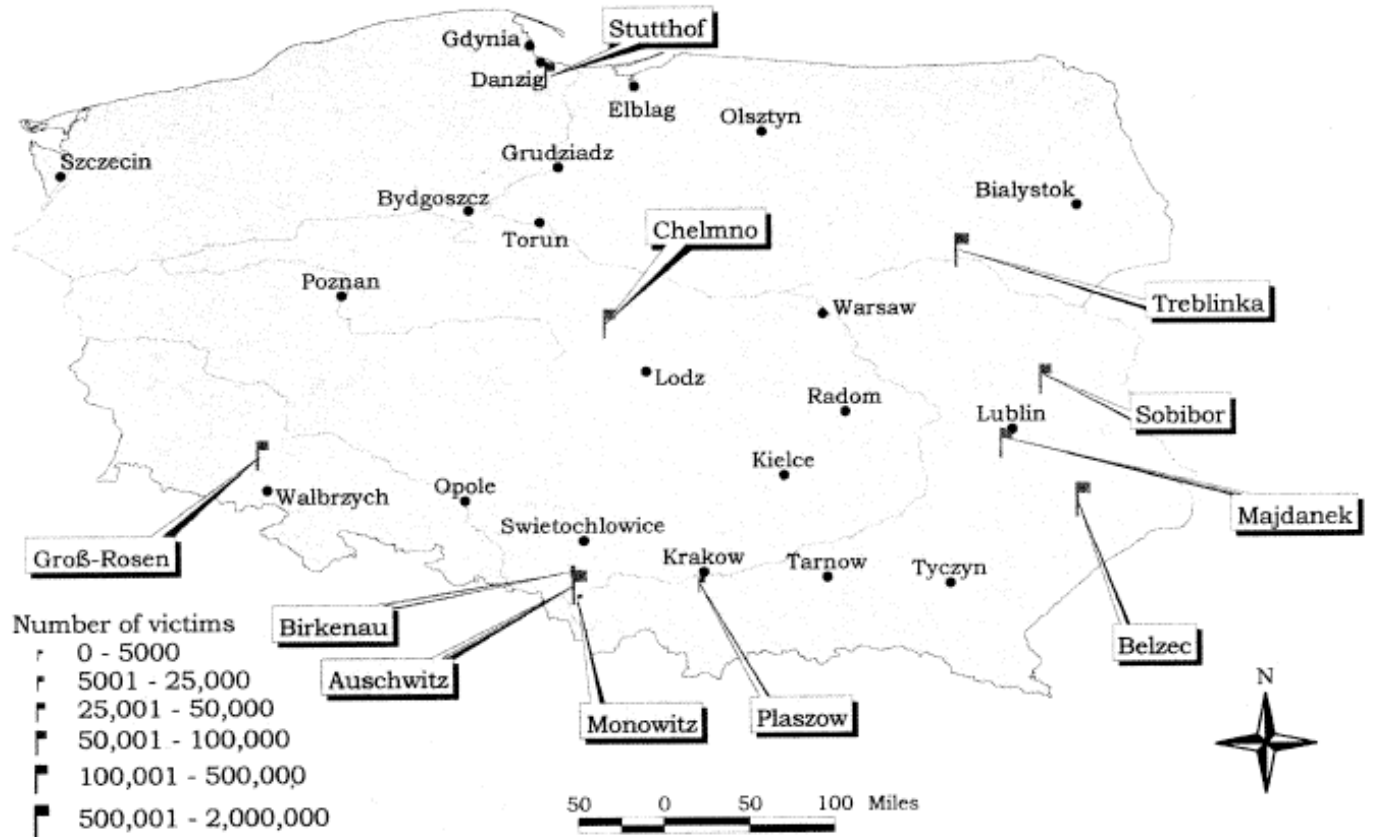 Stutthof
Gdynia
Danzig
Elblag
Olsztyn
Szczecin
Grudziadz
Bydgoszcz
Bialystok
Torun
Chelmno
Poznan
Warsaw
Treblinka
Lodz
Radom
Lublin
Sobibor
Kielce
Walbrzych
Opole
Majdanek
Groß-Rosen
Swietochlowice
Krakow
Tarnow
Tyczyn
Birkenau
Belzec
Auschwitz
Monowitz
Plaszow
Number of victims
0 - 5000
5001 - 25,000
25,001 - 50,000
50,001 - 100,000
100,001 - 500,000
500,001 - 2,000,000
N
50 0 50 100 Miles